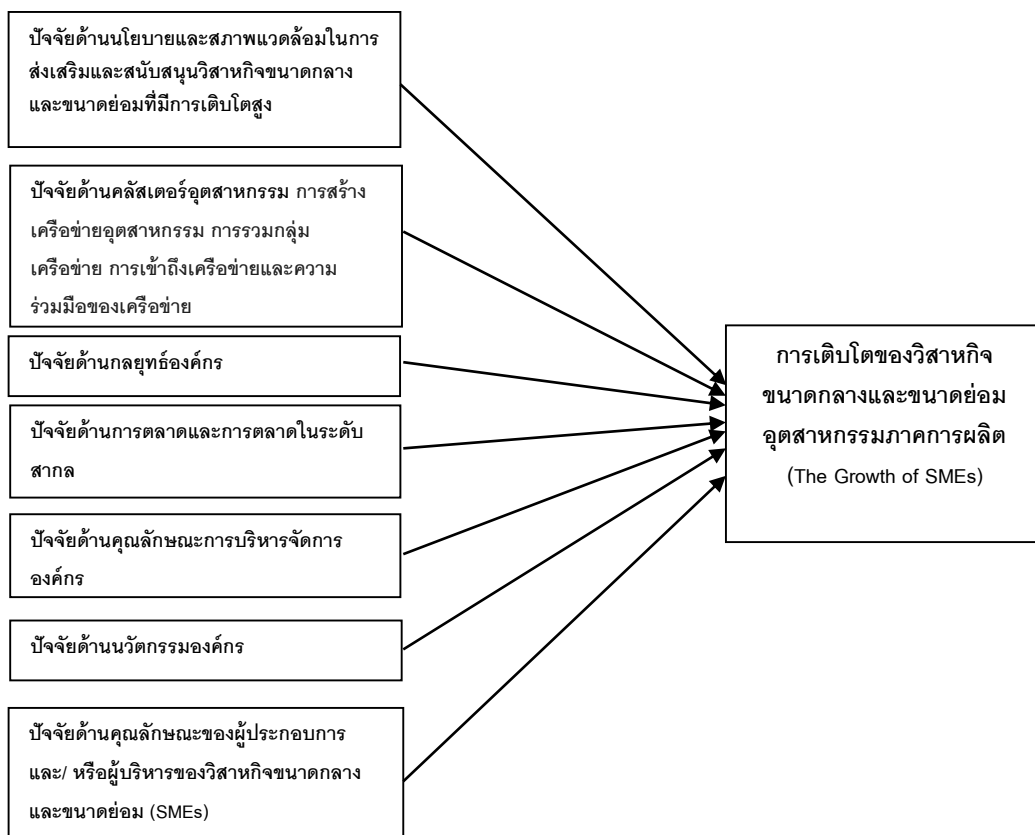 ปัจจัยด้านนโยบายและสภาพแวดล้อมในการ
ส่งเสริมและสนับสนุนวิสาหกิจขนาดกลาง
และขนาดย่อมที่มีการเติบโตสูง
ปัจจัยด้านคลัสเตอร์อุตสาหกรรม การสร้าง
เครือข่ายอุตสาหกรรม การรวมกลุ่ม
เครือข่าย การเข้าถึงเครือข่ายและความ
ร่วมมือของเครือข่าย
ปัจจัยด้านกลยุทธ์องค์กร
ปัจจัยด้านการตลาดและการตลาดในระดับ
สากล
ปัจจัยด้านคุณลักษณะการบริหารจัดการ
องค์กร
ปัจจัยด้านนวัตกรรมองค์กร
ปัจจัยด้านคุณลักษณะของผู้ประกอบการ
และ/ หรือผู้บริหารของวิสาหกิจขนาดกลาง
และขนาดย่อม (SMEs)
การเติบโตของวิสาหกิจ
ขนาดกลางและขนาดย่อม
อุตสาหกรรมภาคการผลิต
(The Growth of SMEs)